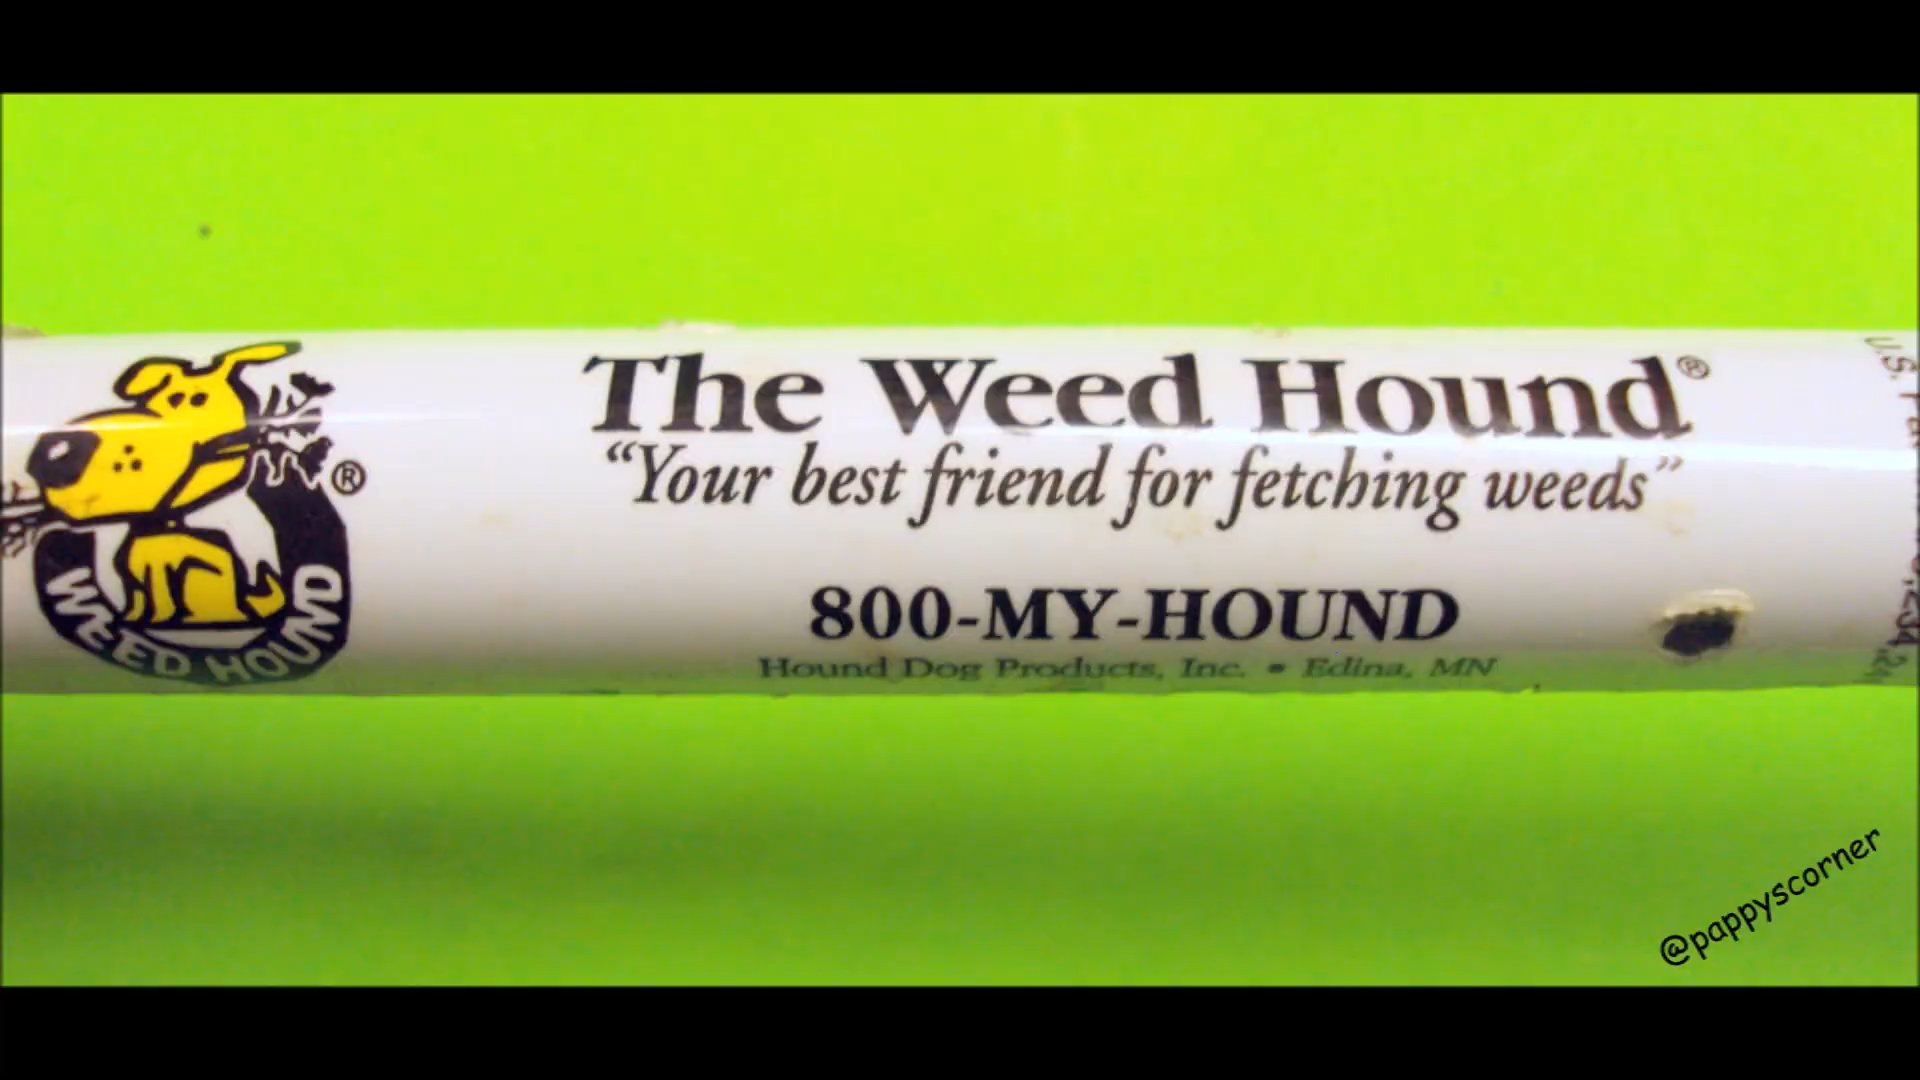 The Weed Hound®
“Your best friend for fetching weeds”
800-MY-HOUND
Hound Dog Products, Inc. • Edina, MN
WEED HOUND
®
U.S.
@pappyscorner